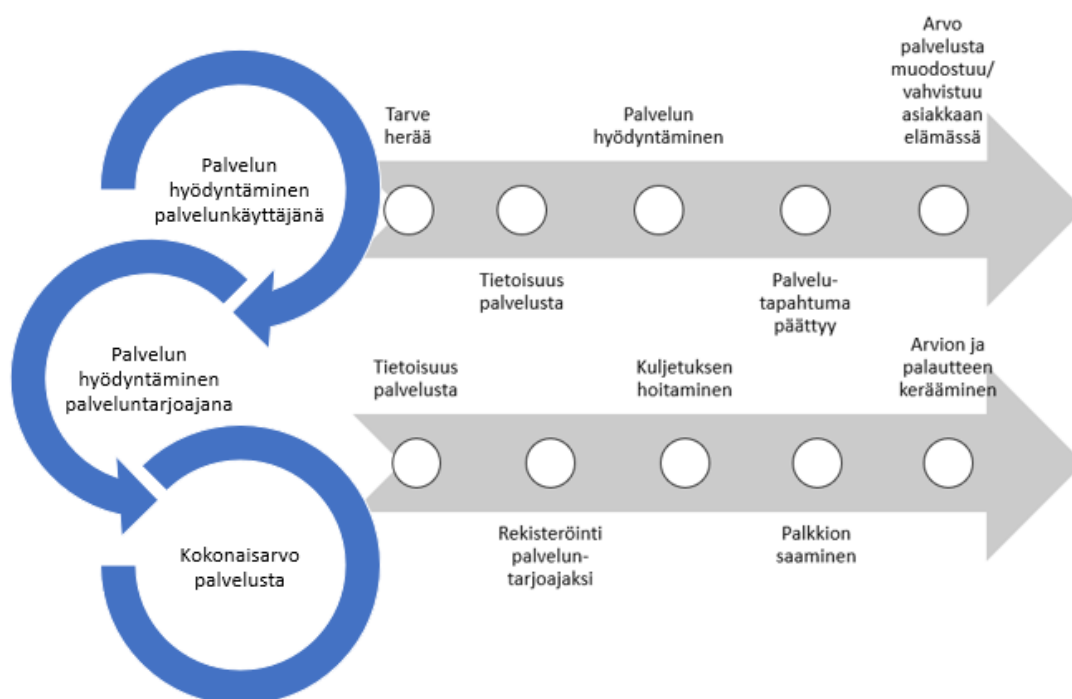 Palvelun
hyödyntäminen
palvelunkäyttäjänä
Tarve
herää
Tietoisuus
palvelusta
Palvelun
hyödyntäminen
Palvelu-
tapahtuma
päättyy
Arvo
palvelusta
muodostuu/
vahvistuu
asiakkaan
elämässä
Palvelun
hyödyntäminen
palveluntarjoajana
Tietoisuus
palvelusta
Rekisteröinti
palvelun-
tarjoajaksi
Kuljetuksen
hoitaminen
Palkkion
saaminen
Arvion ja
palautteen
kerääminen
Kokonaisarvo
palvelusta